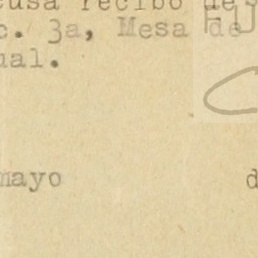 cusa recibo de
c. 3a, Mesa de
ual.
mayo d